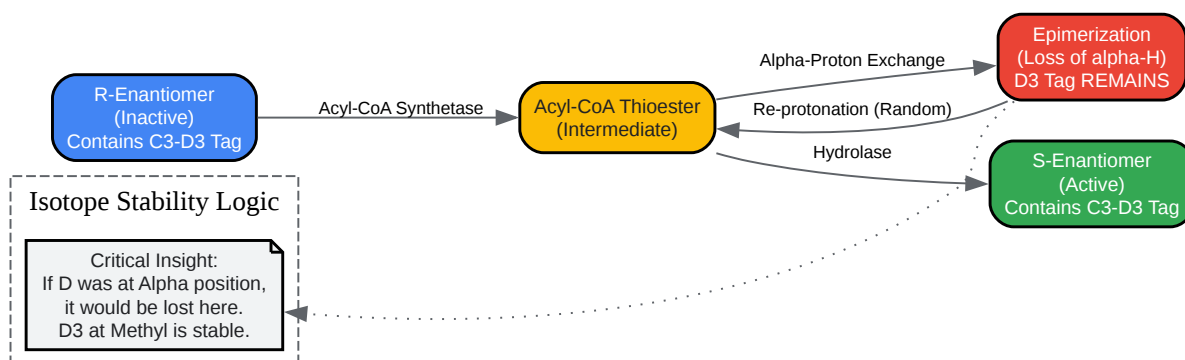 R-Enantiomer
(Inactive)
Contains C3-D3 Tag
Acyl-CoA Synthetase
Acyl-CoA Thioester
(Intermediate)
Alpha-Proton Exchange
Re-protonation (Random)
Hydrolase
Epimerization
(Loss of alpha-H)
D3 Tag REMAINS
S-Enantiomer
(Active)
Contains C3-D3 Tag
Isotope Stability Logic
Critical Insight:
If D was at Alpha position,
it would be lost here.
D3 at Methyl is stable.